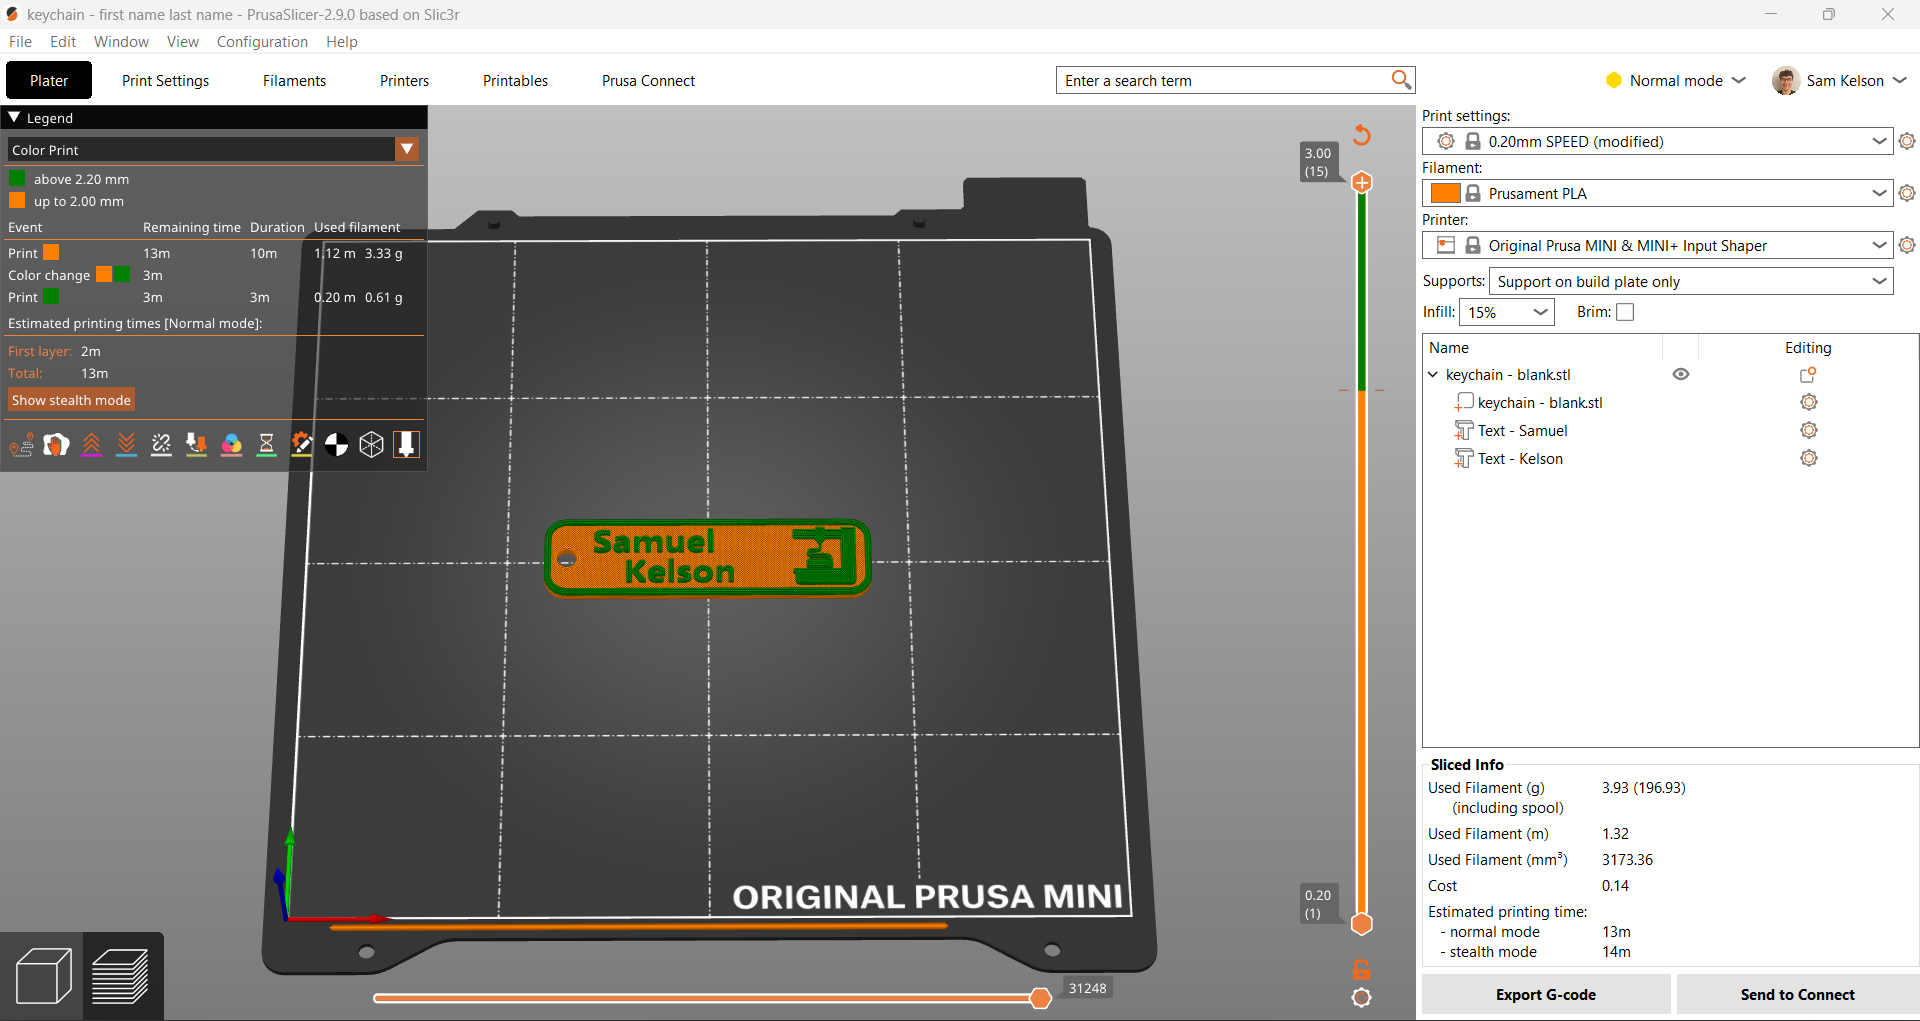 keychain - first name last name - PrusaSlicer-2.9.0 based on Slic3r
File Edit Window View Configuration Help
Plater Print Settings Filaments Printers Printables Prusa Connect Enter a search term Normal mode Sam Kelson
Legend
Color Print
above 2.20 mm
up to 2.00 mm
Event Remaining time Duration Used filament
Print 13m 10m 1.12 m 3.33 g
Color change 3m
Print 3m 3m 0.20 m 0.61 g
Estimated printing times [Normal mode]:
First layer: 2m
Total: 13m
Show stealth mode
Samuel
Kelson
ORIGINAL PRUSA MINI
3.00
(15)
0.20
(1)
31248
Print settings:
0.20mm SPEED (modified)
Filament:
Prusament PLA
Printer:
Original Prusa MINI & MINI+ Input Shaper
Supports: Support on build plate only
Infill: 15% Brim:
Name Editing
keychain - blank.stl
keychain - blank.stl
Text - Samuel
Text - Kelson
Sliced Info
Used Filament (g) 3.93 (196.93)
(including spool)
Used Filament (m) 1.32
Used Filament (mm³) 3173.36
Cost 0.14
Estimated printing time:
- normal mode 13m
- stealth mode 14m
Export G-code Send to Connect